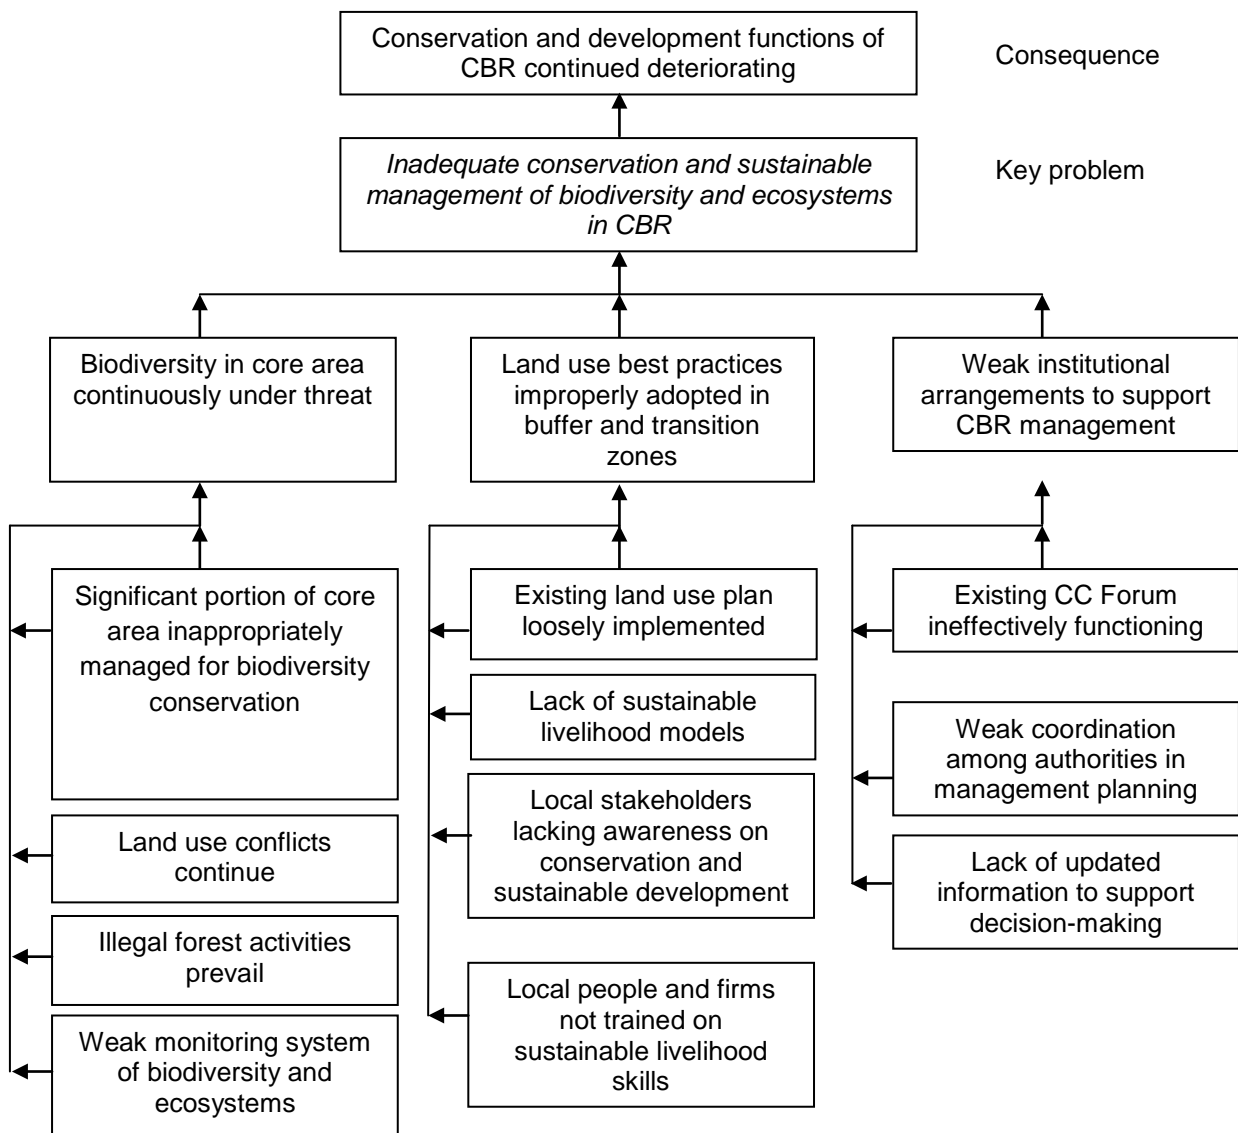 Conservation and development functions of
CBR continued deteriorating
Consequence
Inadequate conservation and sustainable
management of biodiversity and ecosystems
in CBR
Key problem
Biodiversity in core area
continuously under threat
Land use best practices
improperly adopted in
buffer and transition
zones
Weak institutional
arrangements to support
CBR management
Significant portion of core
area inappropriately
managed for biodiversity
conservation
Land use conflicts
continue
Illegal forest activities
prevail
Weak monitoring system
of biodiversity and
ecosystems
Existing land use plan
loosely implemented
Lack of sustainable
livelihood models
Local stakeholders
lacking awareness on
conservation and
sustainable development
Local people and firms
not trained on
sustainable livelihood
skills
Existing CC Forum
ineffectively functioning
Weak coordination
among authorities in
management planning
Lack of updated
information to support
decision-making